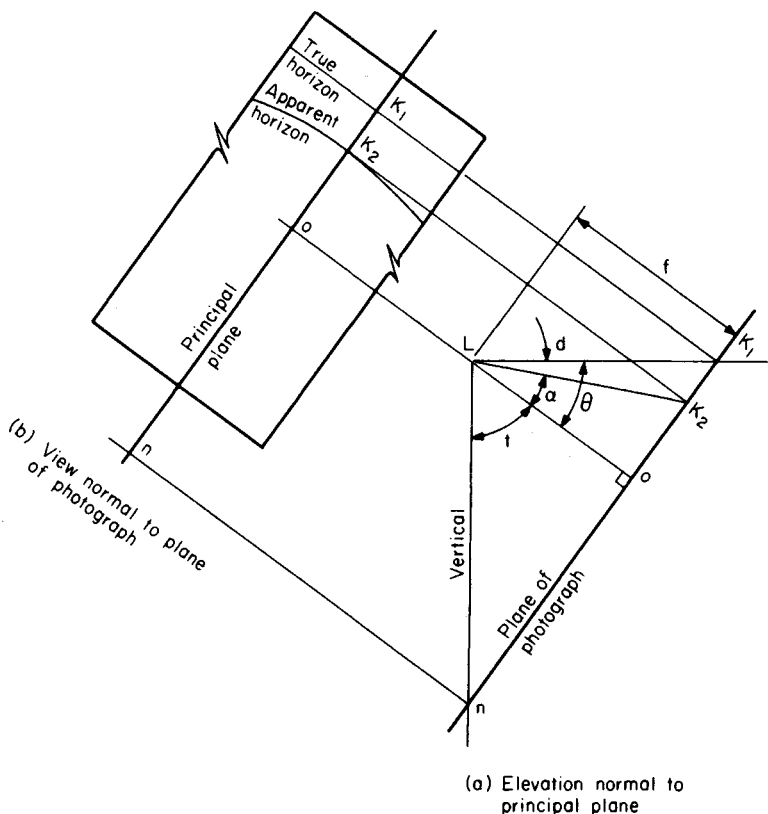 True
horizon
Apparent
horizon
K1
K2
o
Principal
plane
n
(b) View normal to plane
of photograph
f
L
d
K1
α
θ
K2
t
o
Vertical
Plane of
photograph
n
(a) Elevation normal to
principal plane